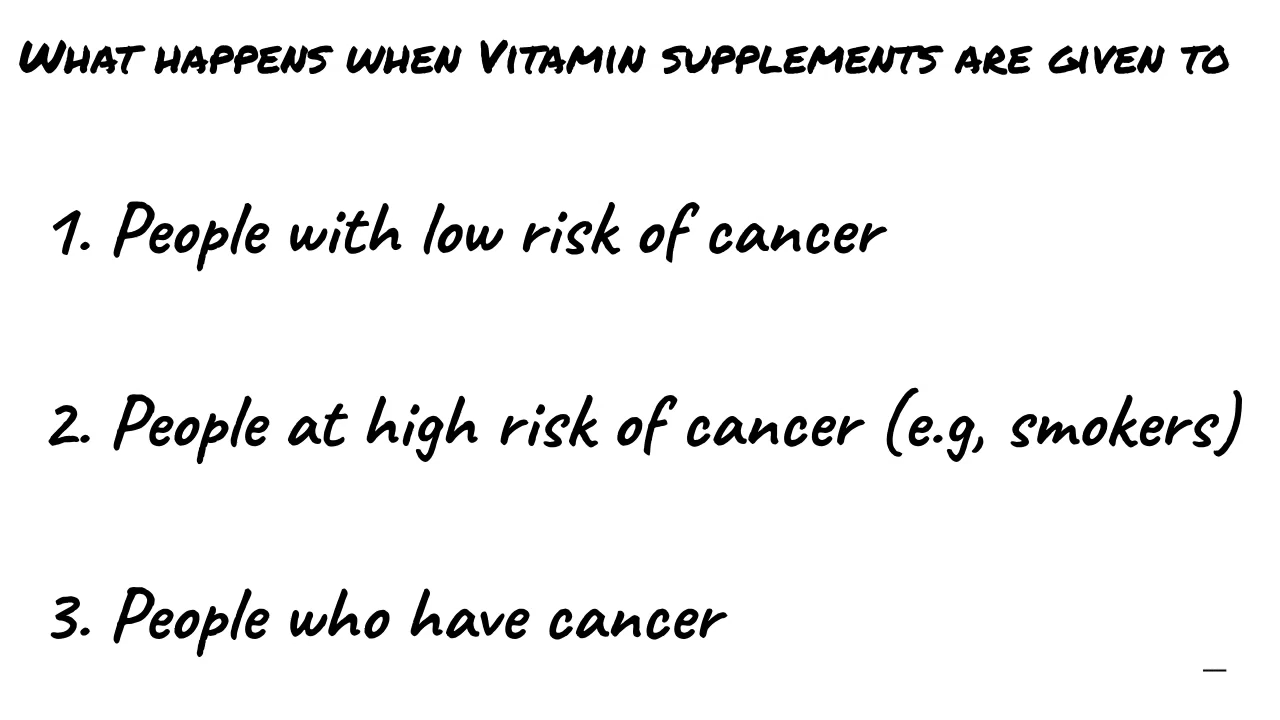 What happens when Vitamin supplements are given to
1. People with low risk of cancer
2. People at high risk of cancer (e.g, smokers)
3. People who have cancer